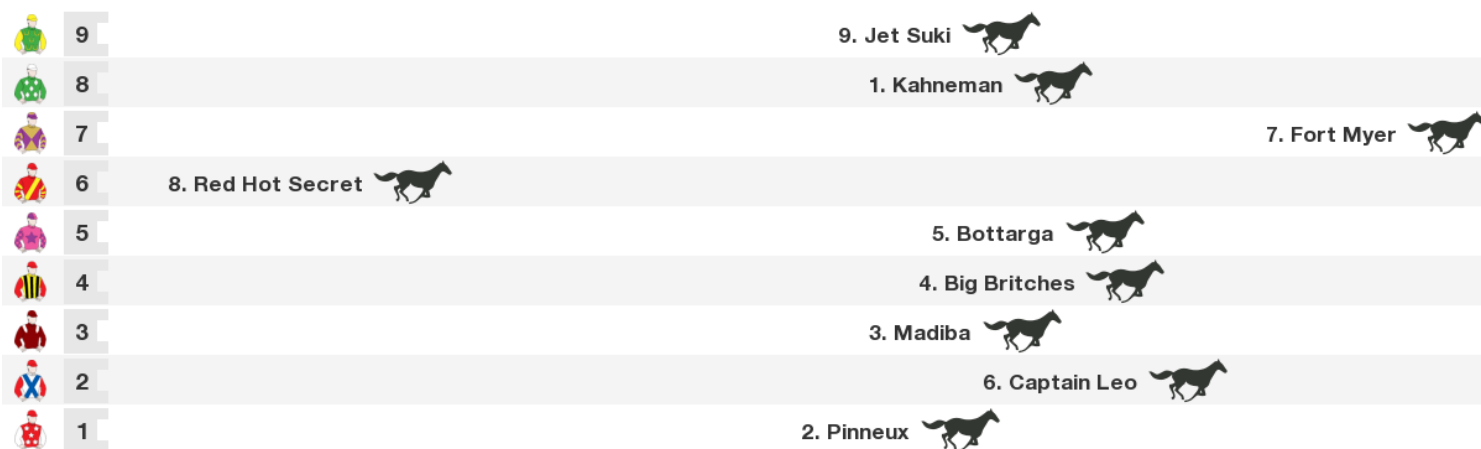 9 9. Jet Suki
8 1. Kahneman
7 7. Fort Myer
6 8. Red Hot Secret
5 5. Bottarga
4 4. Big Britches
3 3. Madiba
2 6. Captain Leo
1 2. Pinneux